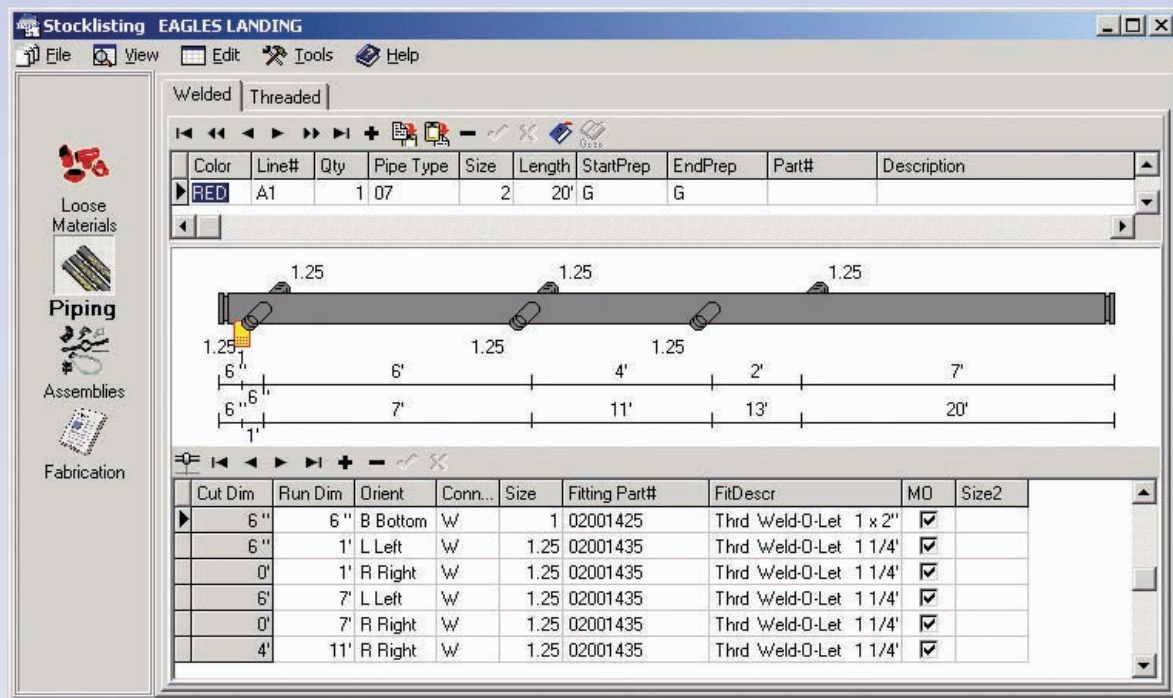 Stocklisting EAGLES LANDING
File View Edit Tools Help
Loose
Materials
Piping
Assemblies
Fabrication
Welded Threaded
Color Line# Qty Pipe Type Size Length StartPrep EndPrep Part# Description
RED A1 1 07 2 20' G G
1.25 1.25 1.25
1.25 1.25 1.25
1
6" 6' 4' 2' 7'
6"
6" 7' 11' 13' 20'
1'
Cut Dim Run Dim Orient Conn... Size Fitting Part# FitDescr MO Size2
6" 6" B Bottom W 1 02001425 Thrd Weld-O-Let 1 x 2"
6" 1' L Left W 1.25 02001435 Thrd Weld-O-Let 1 1/4'
0' 1' R Right W 1.25 02001435 Thrd Weld-O-Let 1 1/4'
6' 7' L Left W 1.25 02001435 Thrd Weld-O-Let 1 1/4'
0' 7' R Right W 1.25 02001435 Thrd Weld-O-Let 1 1/4'
4' 11' R Right W 1.25 02001435 Thrd Weld-O-Let 1 1/4'